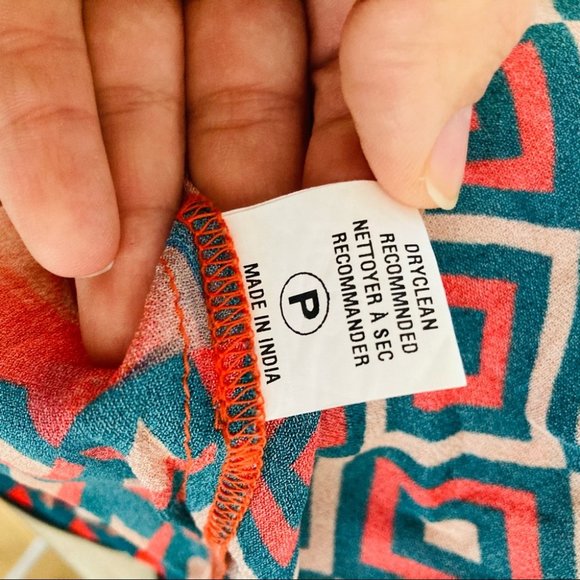 DRYCLEAN
RECOMMNDED
NETTOYER À SEC
RECOMMANDER
P
MADE IN INDIA